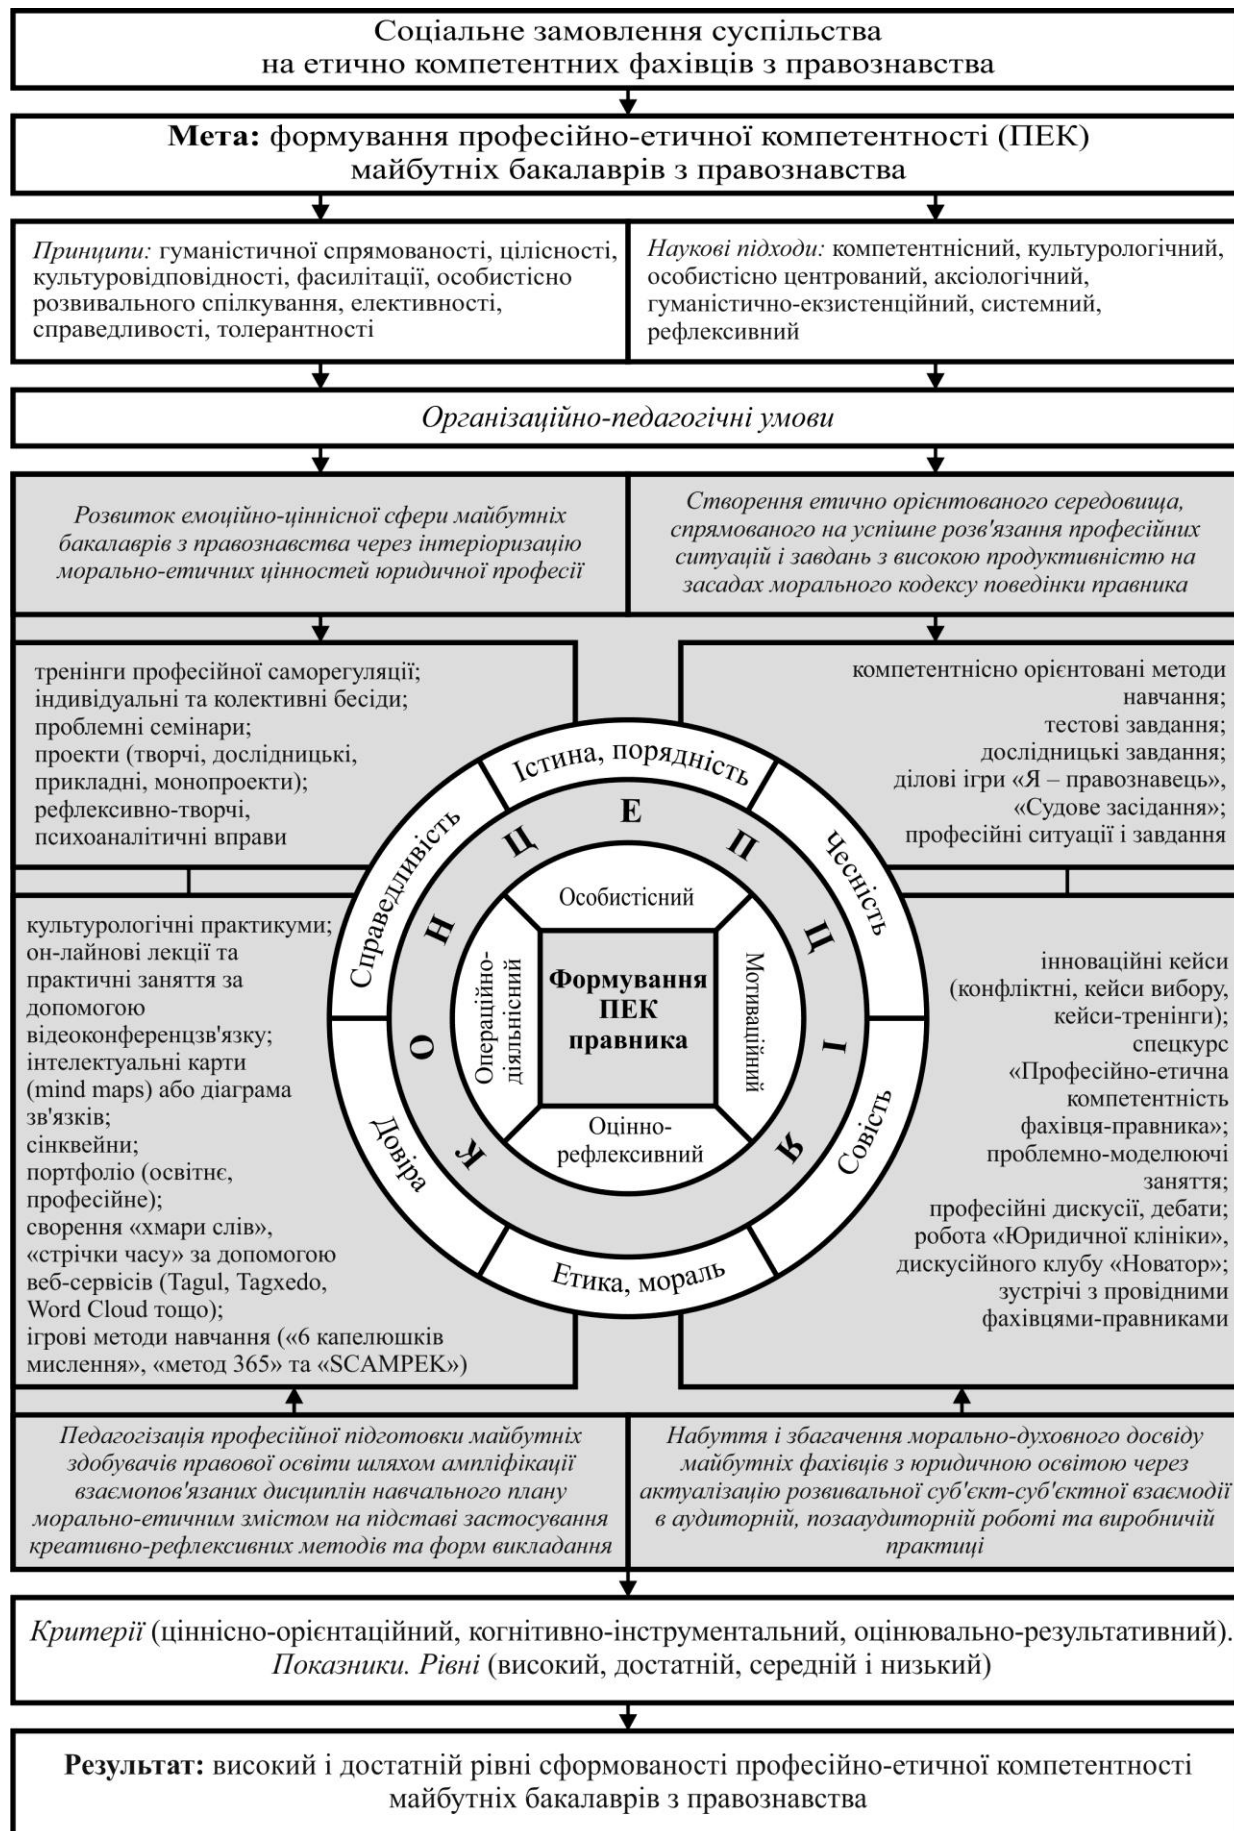 Соціальне замовлення суспільства
на етично компетентних фахівців з правознавства
Мета: формування професійно-етичної компетентності (ПЕК)
майбутніх бакалаврів з правознавства
Принципи: гуманістичної спрямованості, цілісності,
культуровідповідності, фасилітації, особистісно
розвивального спілкування, елективності,
справедливості, толерантності
Наукові підходи: компетентнісний, культурологічний,
особистісно центрований, аксіологічний,
гуманістично-екзистенційний, системний,
рефлексивний
Організаційно-педагогічні умови
Розвиток емоційно-ціннісної сфери майбутніх
бакалаврів з правознавства через інтеріоризацію
морально-етичних цінностей юридичної професії
Створення етично орієнтованого середовища,
спрямованого на успішне розв'язання професійних
ситуацій і завдань з високою продуктивністю на
засадах морального кодексу поведінки правника
тренінги професійної саморегуляції;
індивідуальні та колективні бесіди;
проблемні семінари;
проекти (творчі, дослідницькі,
прикладні, монопроекти);
рефлексивно-творчі,
психоаналітичні вправи
компетентнісно орієнтовані методи
навчання;
тестові завдання;
дослідницькі завдання;
ділові ігри «Я – правознавець»,
«Судове засідання»;
професійні ситуації і завдання
Істина, порядність
Чесність
Совість
Етика, мораль
Довіра
Справедливість
КОНЦЕПЦІЯ
Особистісний
Мотиваційний
Оцінно-
рефлексивний
Операційно-
діяльнісний
Формування
ПЕК
правника
культурологічні практикуми;
он-лайнові лекції та
практичні заняття за
допомогою
відеоконференцзв'язку;
інтелектуальні карти
(mind maps) або діаграма
зв'язків;
сінквейни;
портфоліо (освітнє,
професійне);
сворення «хмари слів»,
«стрічки часу» за допомогою
веб-сервісів (Tagul, Tagxedo,
Word Cloud тощо);
ігрові методи навчання («6 капелюшків
мислення», «метод 365» та «SCAMPEK»)
інноваційні кейси
(конфліктні, кейси вибору,
кейси-тренінги);
спецкурс
«Професійно-етична
компетентність
фахівця-правника»;
проблемно-моделюючі
заняття;
професійні дискусії, дебати;
робота «Юридичної клініки»,
дискусійного клубу «Новатор»;
зустрічі з провідними
фахівцями-правниками
Педагогізація професійної підготовки майбутніх
здобувачів правової освіти шляхом ампліфікації
взаємопов'язаних дисциплін навчального плану
морально-етичним змістом на підставі застосування
креативно-рефлексивних методів та форм викладання
Набуття і збагачення морально-духовного досвіду
майбутніх фахівців з юридичною освітою через
актуалізацію розвивальної суб'єкт-суб'єктної взаємодії
в аудиторній, позааудиторній роботі та виробничій
практиці
Критерії (ціннісно-орієнтаційний, когнітивно-інструментальний, оцінювально-результативний).
Показники. Рівні (високий, достатній, середній і низький)
Результат: високий і достатній рівні сформованості професійно-етичної компетентності
майбутніх бакалаврів з правознавства